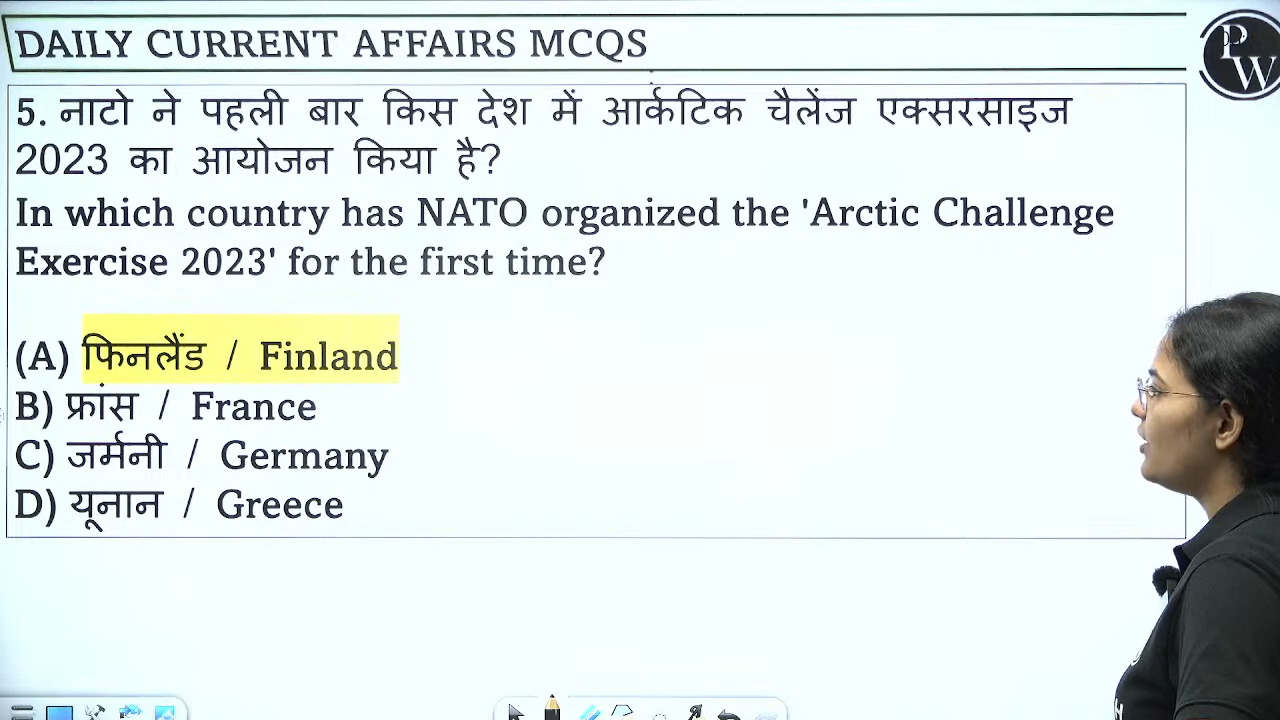 DAILY CURRENT AFFAIRS MCQS
PW
5. नाटो ने पहली बार किस देश में आर्कटिक चैलेंज एक्सरसाइज
2023 का आयोजन किया है?
In which country has NATO organized the 'Arctic Challenge
Exercise 2023' for the first time?
(A) फिनलैंड / Finland
B) फ्रांस / France
C) जर्मनी / Germany
D) यूनान / Greece